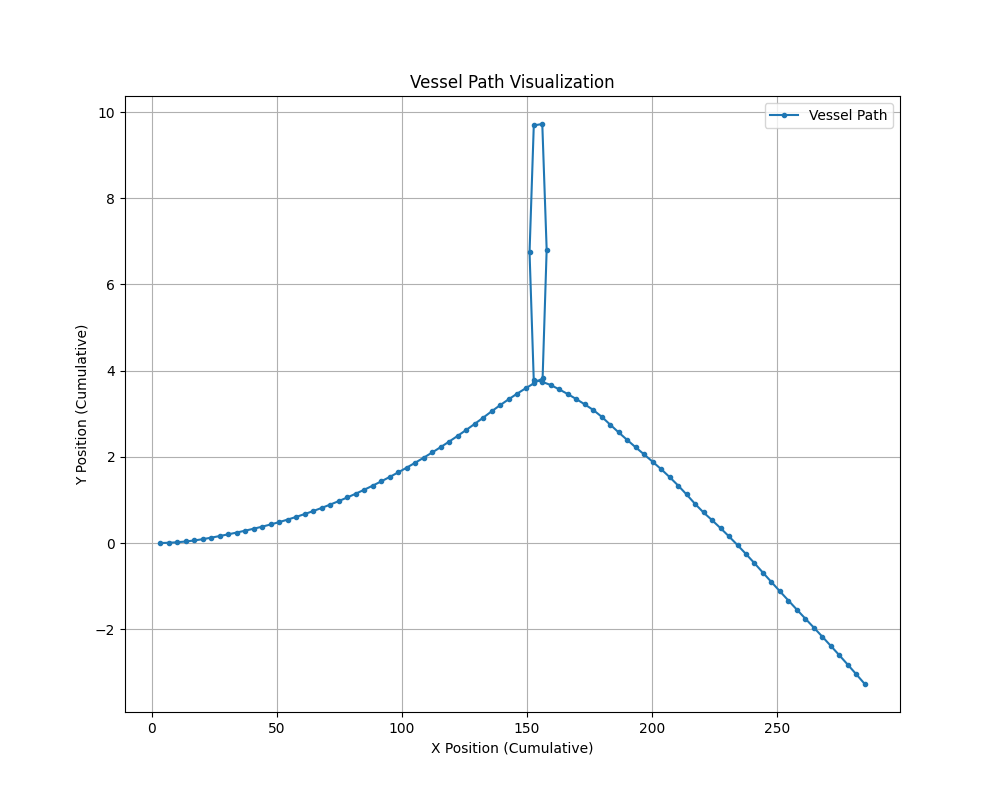 Vessel Path Visualization
Vessel Path
10
8
6
4
2
0
−2
Y Position (Cumulative)
0 50 100 150 200 250
X Position (Cumulative)